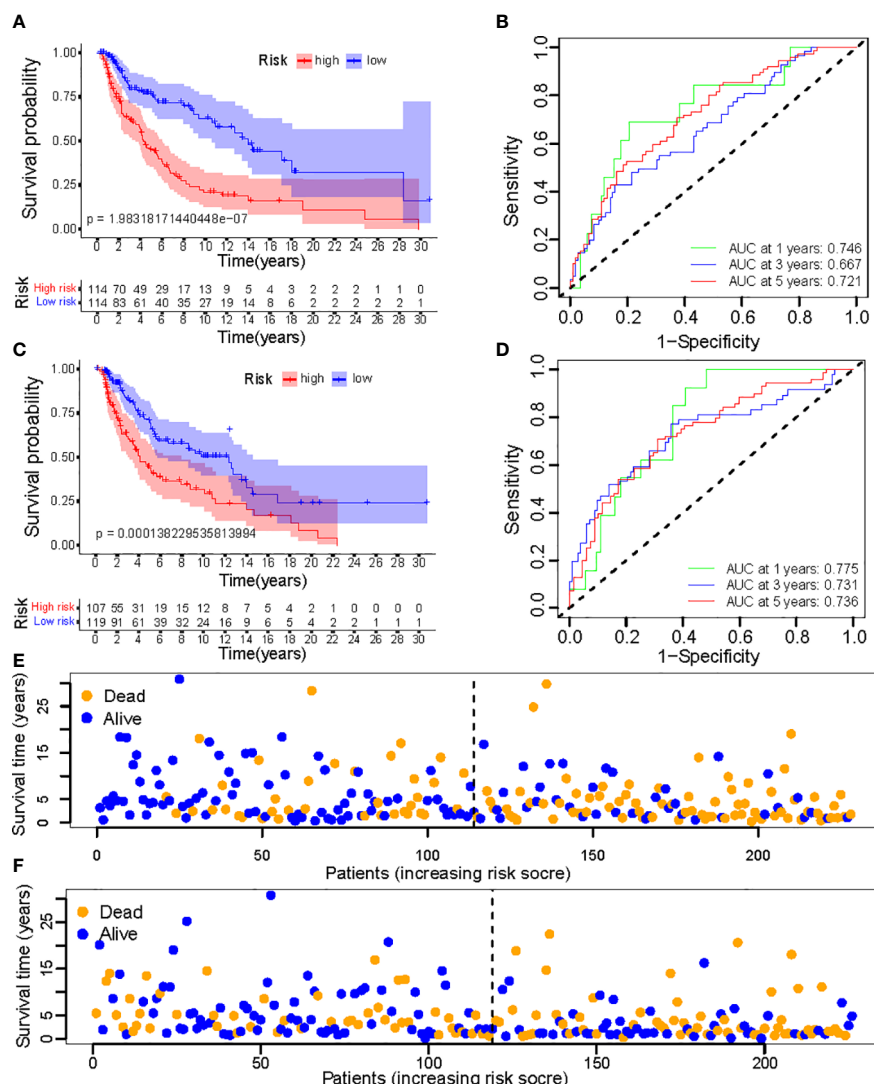 A
Risk high low
Survival probability
1.00
0.75
0.50
0.25
0.00
p = 1.98318171440448e−07
0 2 4 6 8 10 12 14 16 18 20 22 24 26 28 30
Time(years)
Risk
High risk 114 70 49 29 17 13 9 5 4 3 2 2 2 1 1 0
Low risk 114 83 61 40 35 27 19 14 8 6 2 2 2 2 2 1
0 2 4 6 8 10 12 14 16 18 20 22 24 26 28 30
Time(years)
B
Sensitivity
1.0
0.8
0.6
0.4
0.2
0.0
AUC at 1 years: 0.746
AUC at 3 years: 0.667
AUC at 5 years: 0.721
0.0 0.2 0.4 0.6 0.8 1.0
1−Specificity
C
Risk high low
Survival probability
1.00
0.75
0.50
0.25
0.00
p = 0.000138229535813994
0 2 4 6 8 10 12 14 16 18 20 22 24 26 28 30
Time(years)
Risk
High risk 107 55 31 19 15 12 8 7 5 4 2 1 0 0 0 0
Low risk 119 91 61 39 32 24 16 9 6 5 4 2 2 1 1 1
0 2 4 6 8 10 12 14 16 18 20 22 24 26 28 30
Time(years)
D
Sensitivity
1.0
0.8
0.6
0.4
0.2
0.0
AUC at 1 years: 0.775
AUC at 3 years: 0.731
AUC at 5 years: 0.736
0.0 0.2 0.4 0.6 0.8 1.0
1−Specificity
E
Survival time (years)
25
15
5
0
Dead
Alive
0 50 100 150 200
Patients (increasing risk socre)
F
Survival time (years)
25
15
5
0
Dead
Alive
0 50 100 150 200
Patients (increasing risk socre)